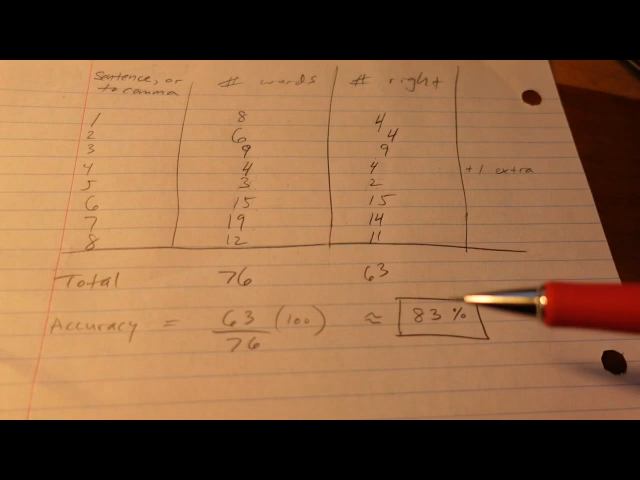 Sentence, or # words # right
to comma
1 8 4
2 6 4
3 9 9
4 4 4 +1 extra
5 3 2
6 15 15
7 19 14
8 12 11
Total 76 63
Accuracy = 63/76 (100) ≈ 83%